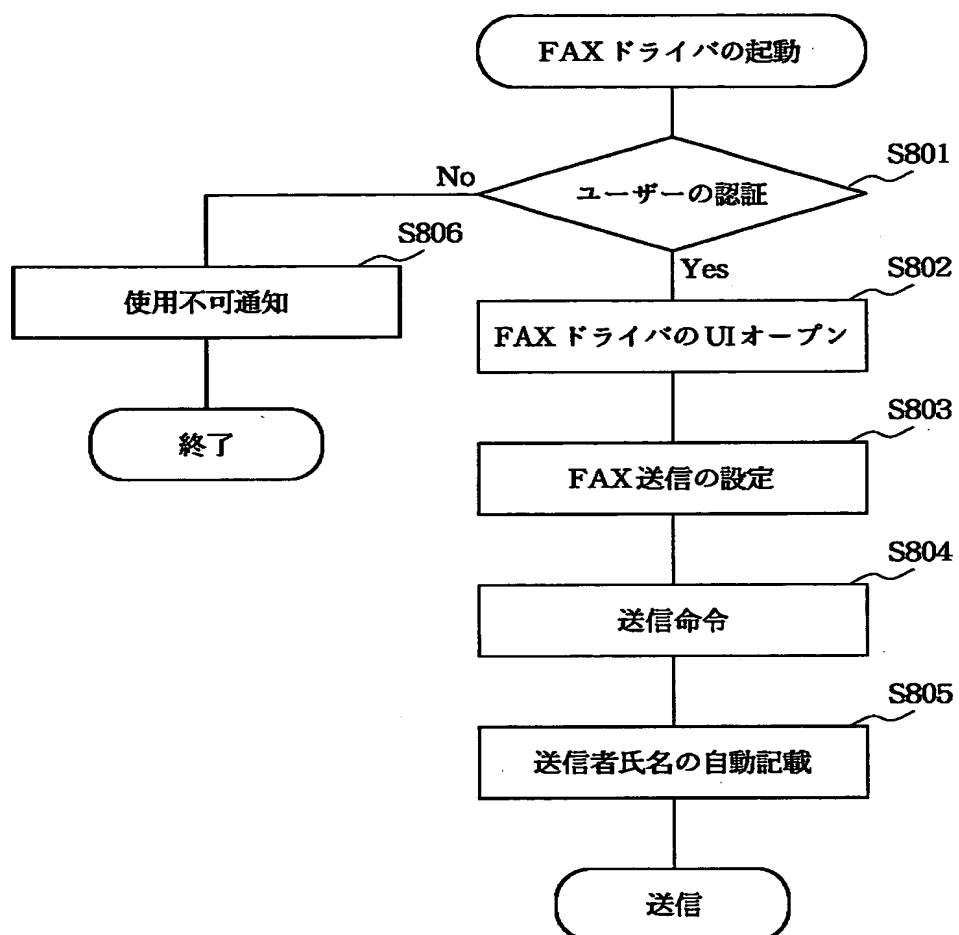 FAXドライバの起動
S801
ユーザーの認証
No
Yes
S806
使用不可通知
終了
S802
FAXドライバのUIオープン
S803
FAX送信の設定
S804
送信命令
S805
送信者氏名の自動記載
送信